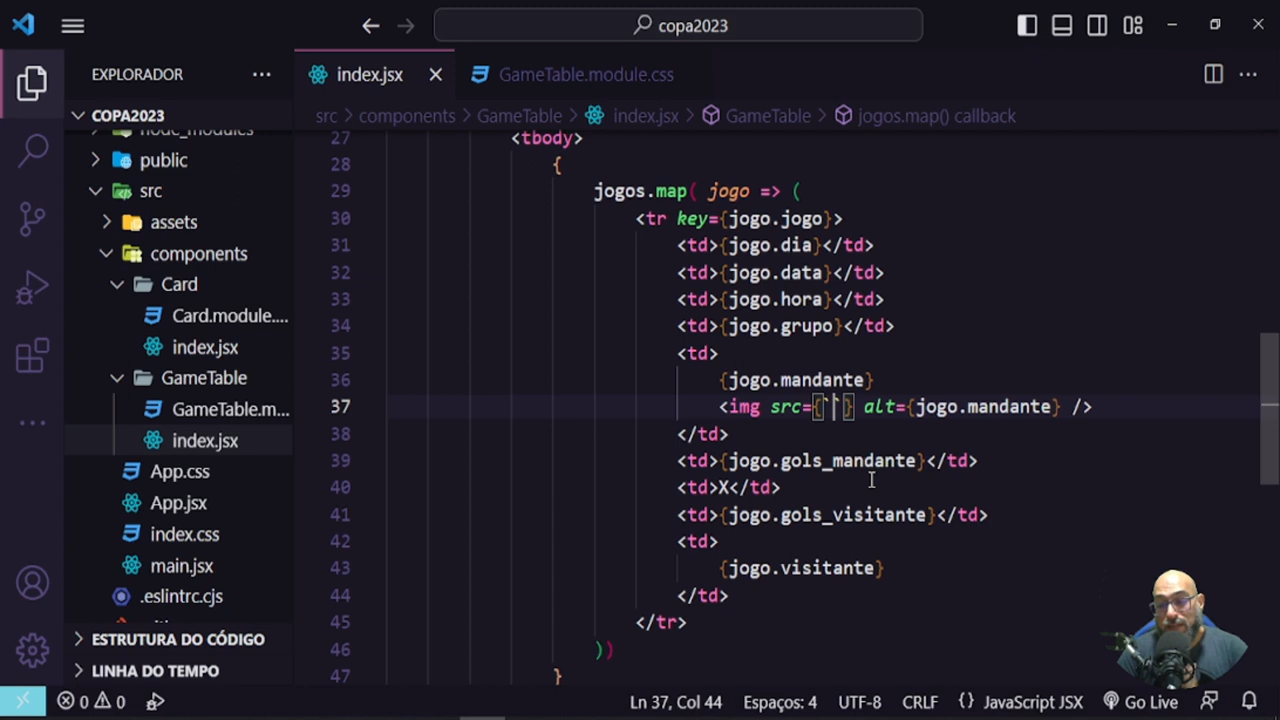 copa2023
EXPLORADOR
index.jsx
GameTable.module.css
COPA2023
src > components > GameTable > index.jsx > GameTable > jogos.map() callback
node_modules
public
src
assets
components
Card
Card.module....
index.jsx
GameTable
GameTable.m...
index.jsx
App.css
App.jsx
index.css
main.jsx
.eslintrc.cjs
ESTRUTURA DO CÓDIGO
LINHA DO TEMPO
27 <tbody>
28 {
29 jogos.map( jogo => (
30 <tr key={jogo.jogo}>
31 <td>{jogo.dia}</td>
32 <td>{jogo.data}</td>
33 <td>{jogo.hora}</td>
34 <td>{jogo.grupo}</td>
35 <td>
36 {jogo.mandante}
37 <img src={``} alt={jogo.mandante} />
38 </td>
39 <td>{jogo.gols_mandante}</td>
40 <td>X</td>
41 <td>{jogo.gols_visitante}</td>
42 <td>
43 {jogo.visitante}
44 </td>
45 </tr>
46 ))
47 }
0 0 Ln 37, Col 44 Espaços: 4 UTF-8 CRLF {} JavaScript JSX Go Live